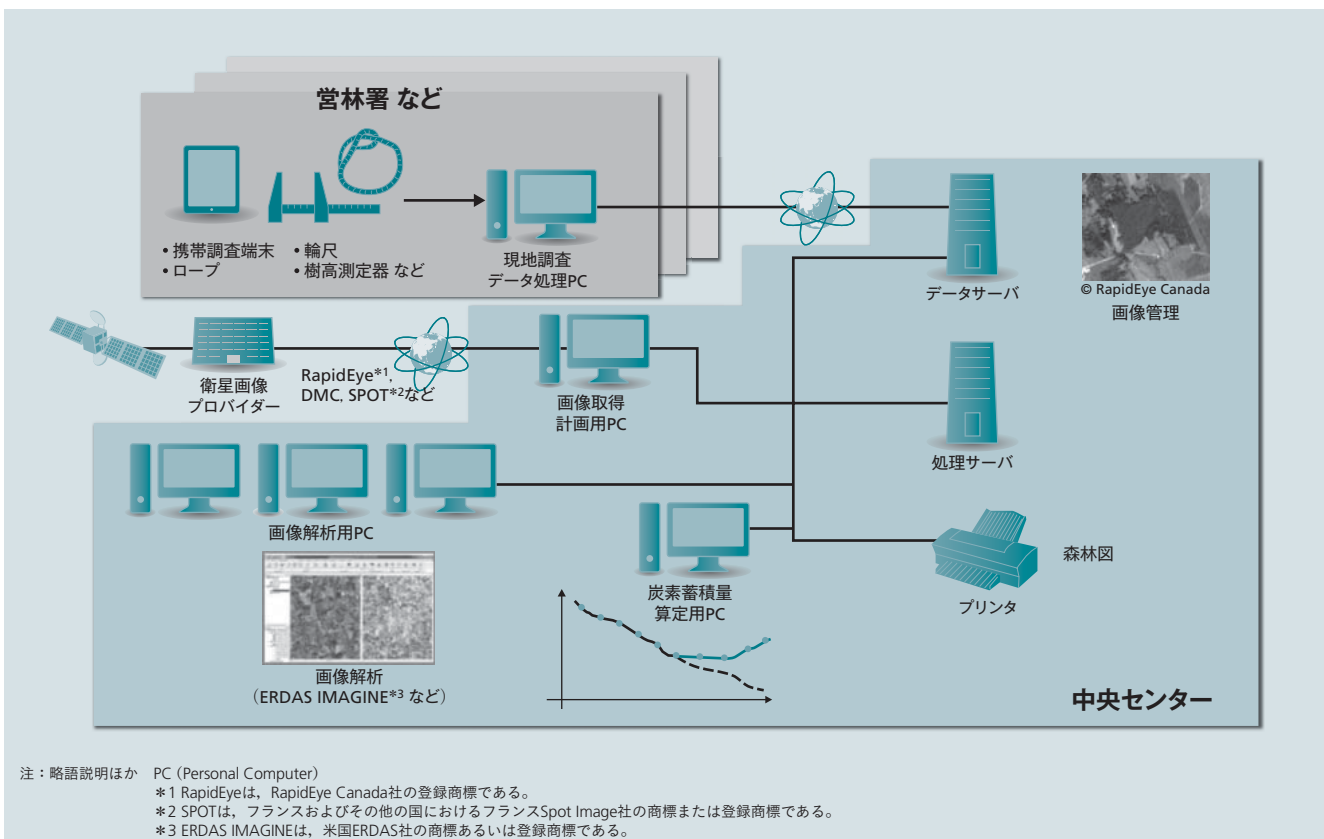 営林署 など
• 携帯調査端末
• ロープ
• 輪尺
• 樹高測定器 など
現地調査
データ処理PC
データサーバ
© RapidEye Canada
画像管理
衛星画像
プロバイダー
RapidEye*1,
DMC, SPOT*2など
画像取得
計画用PC
処理サーバ
画像解析用PC
炭素蓄積量
算定用PC
森林図
プリンタ
画像解析
（ERDAS IMAGINE*3 など）
中央センター
注：略語説明ほか　PC（Personal Computer）
＊1 RapidEyeは，RapidEye Canada社の登録商標である。
＊2 SPOTは，フランスおよびその他の国におけるフランスSpot Image社の商標または登録商標である。
＊3 ERDAS IMAGINEは，米国ERDAS社の商標あるいは登録商標である。